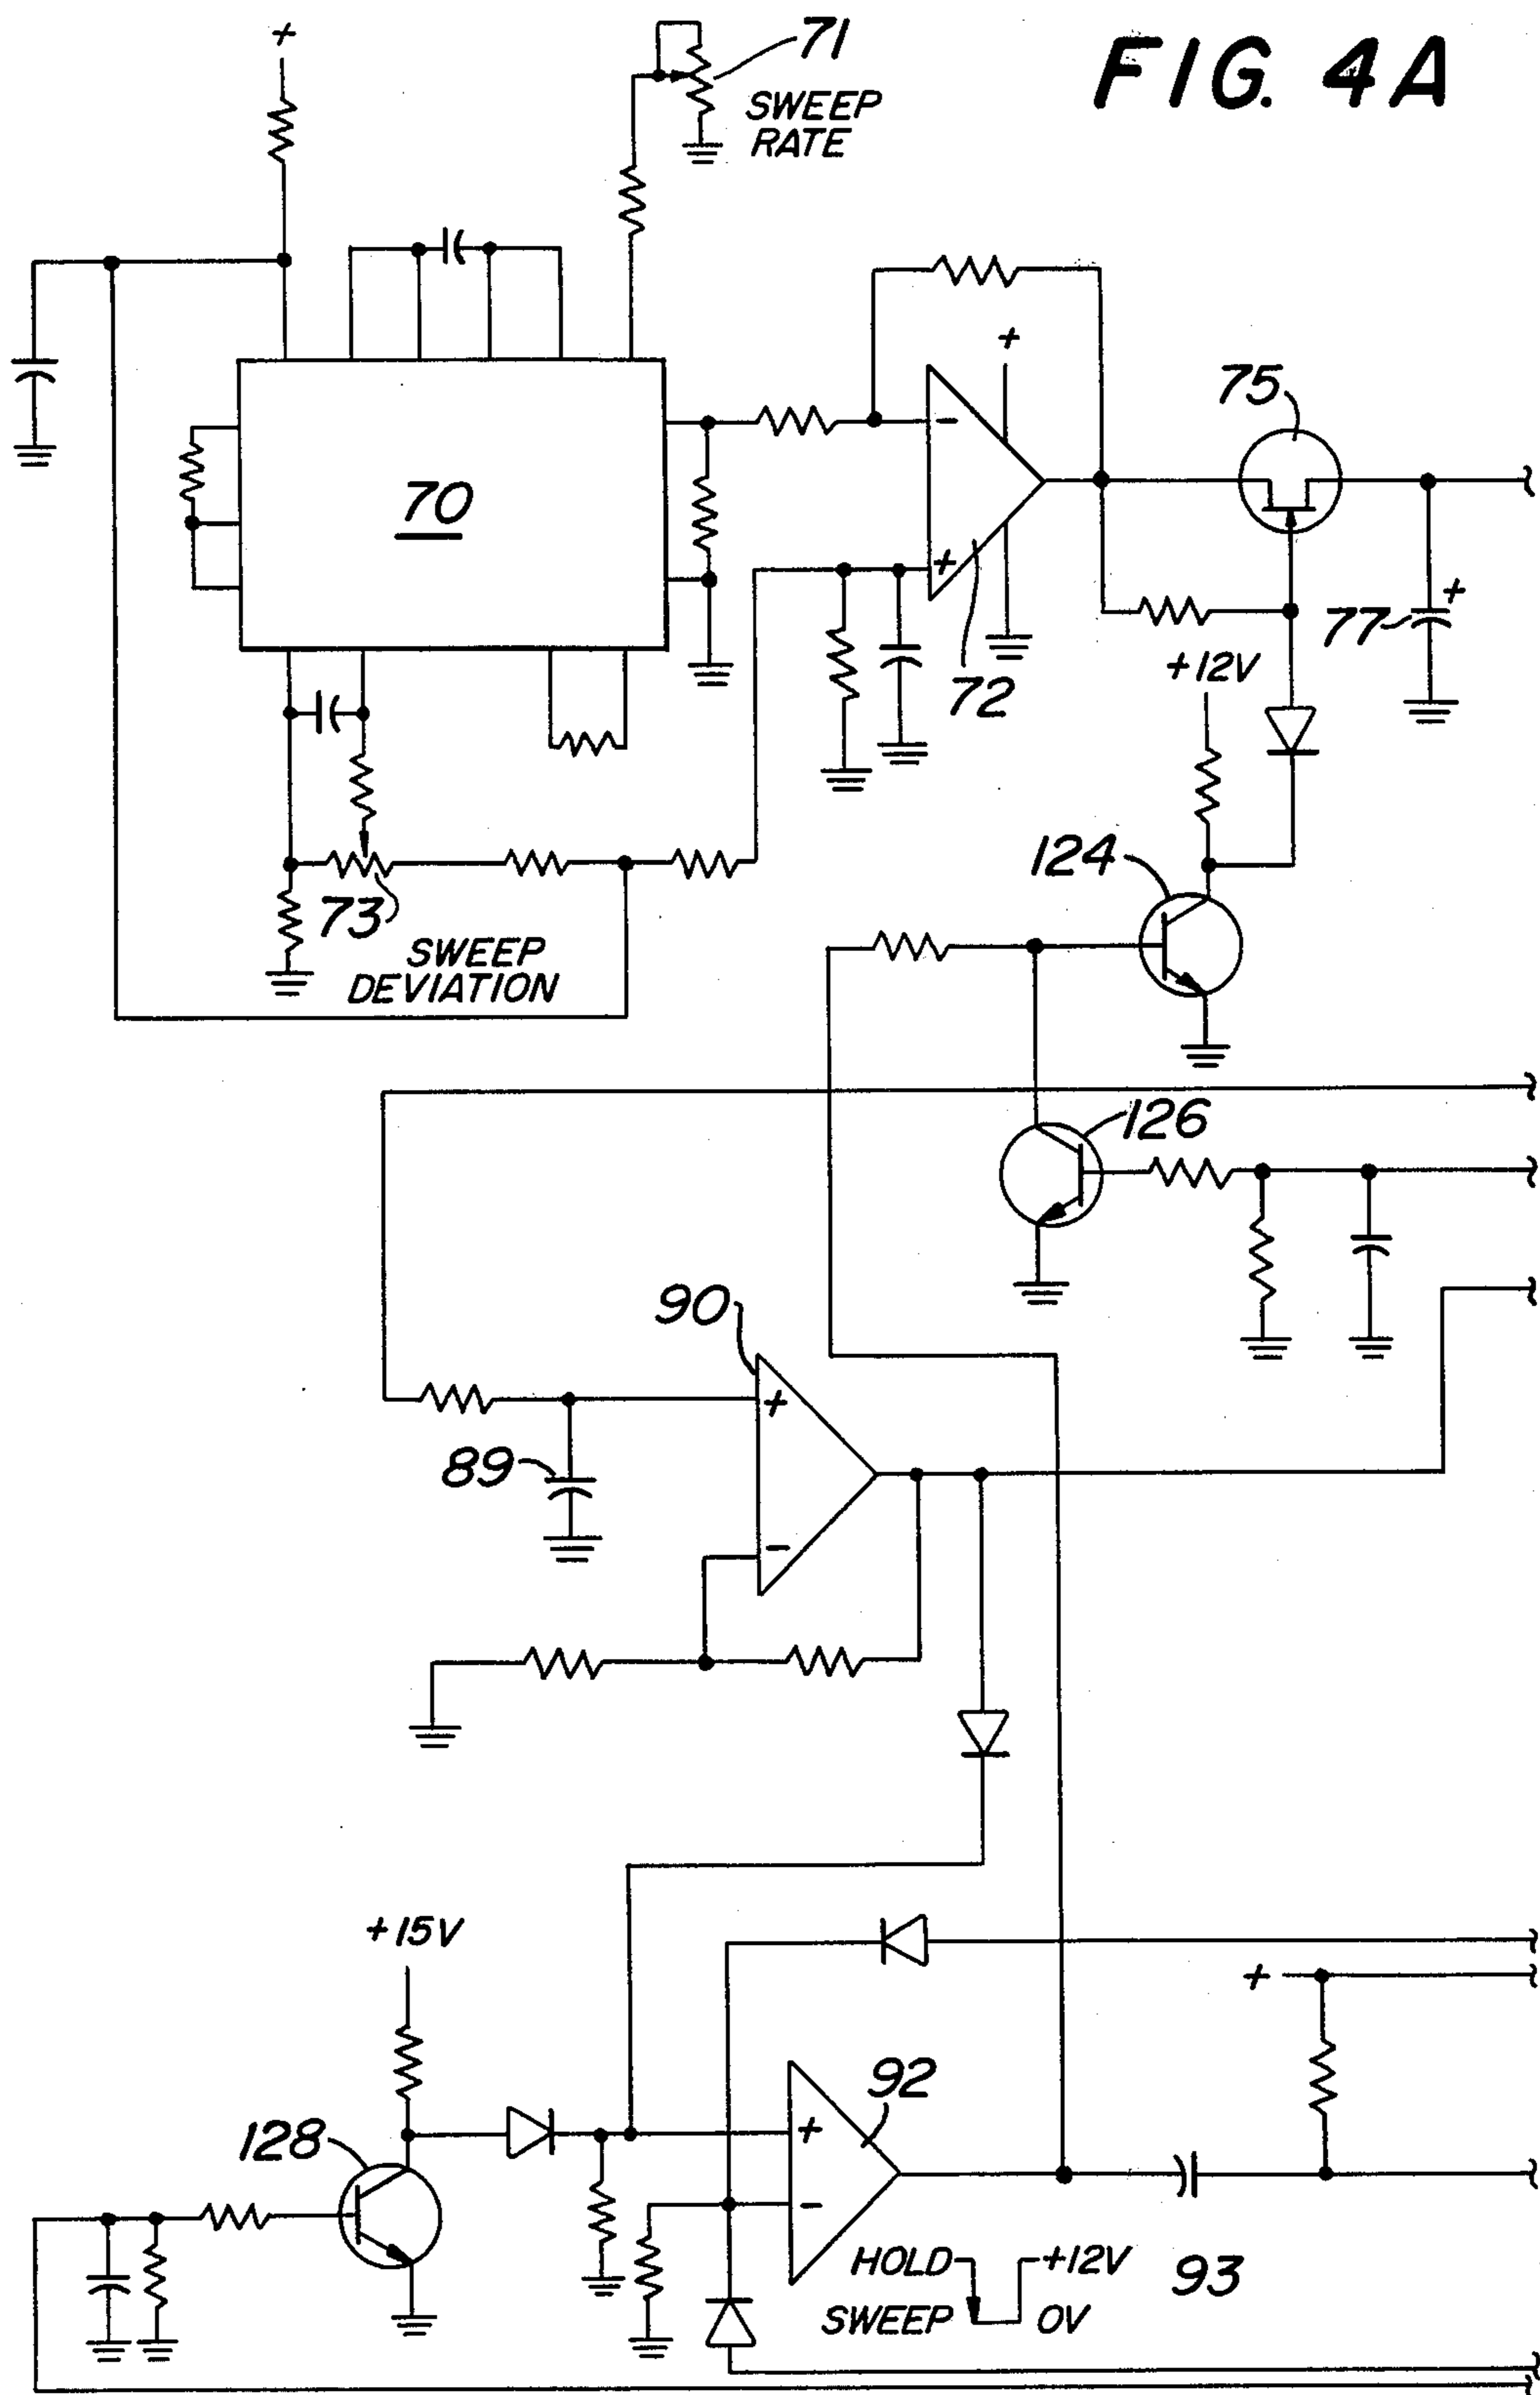 FIG. 4A
+
71
SWEEP
RATE
+
75
70
-
+
77
+
72
+12V
124
73
SWEEP
DEVIATION
126
90
+
89
-
+15V
+
92
128
+
-
HOLD
+12V
93
SWEEP
0V